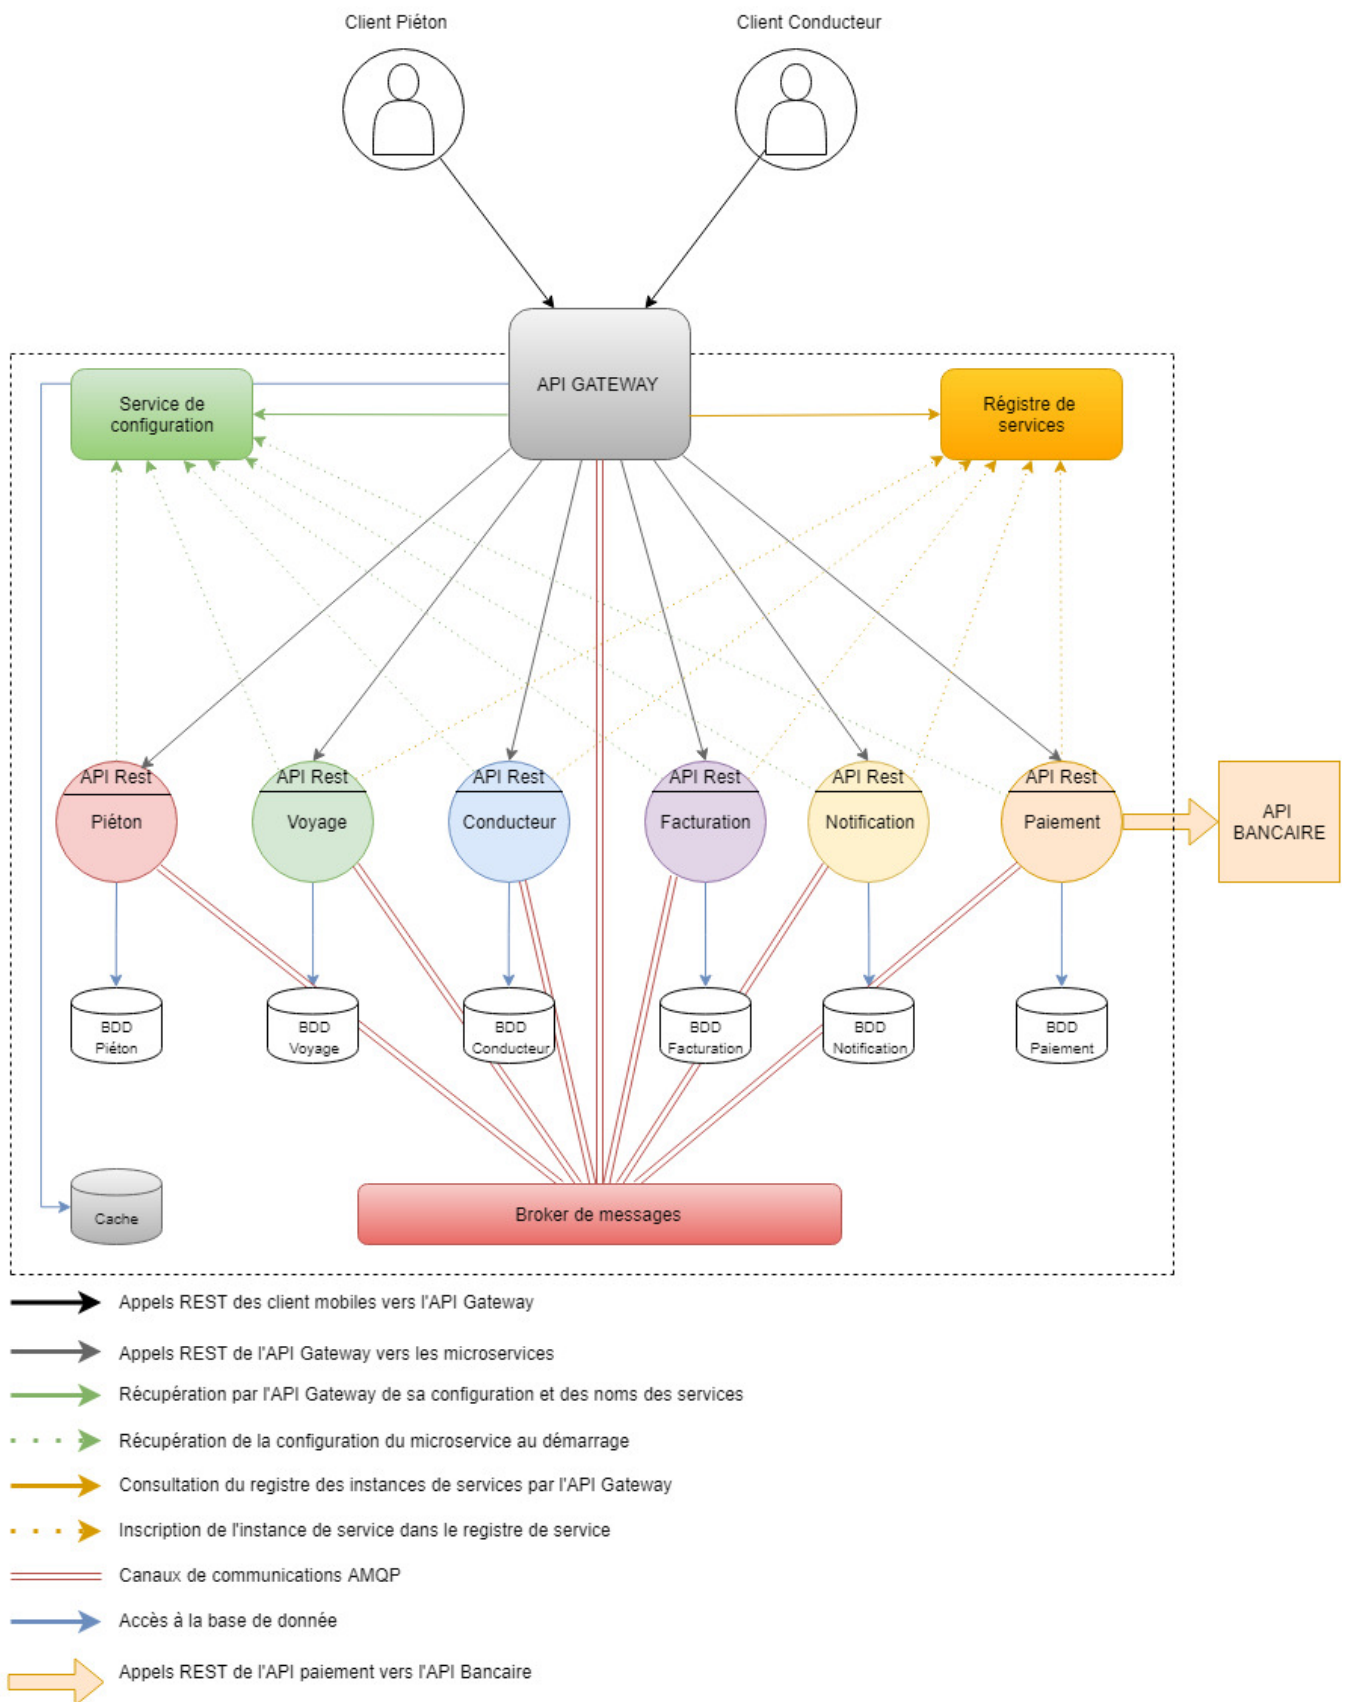 Client Piéton
Client Conducteur
API GATEWAY
Service de
configuration
Régistre de
services
API Rest
Piéton
API Rest
Voyage
API Rest
Conducteur
API Rest
Facturation
API Rest
Notification
API Rest
Paiement
API
BANCAIRE
BDD
Piéton
BDD
Voyage
BDD
Conducteur
BDD
Facturation
BDD
Notification
BDD
Paiement
Cache
Broker de messages
Appels REST des client mobiles vers l'API Gateway
Appels REST de l'API Gateway vers les microservices
Récupération par l'API Gateway de sa configuration et des noms des services
Récupération de la configuration du microservice au démarrage
Consultation du registre des instances de services par l'API Gateway
Inscription de l'instance de service dans le registre de service
Canaux de communications AMQP
Accès à la base de donnée
Appels REST de l'API paiement vers l'API Bancaire